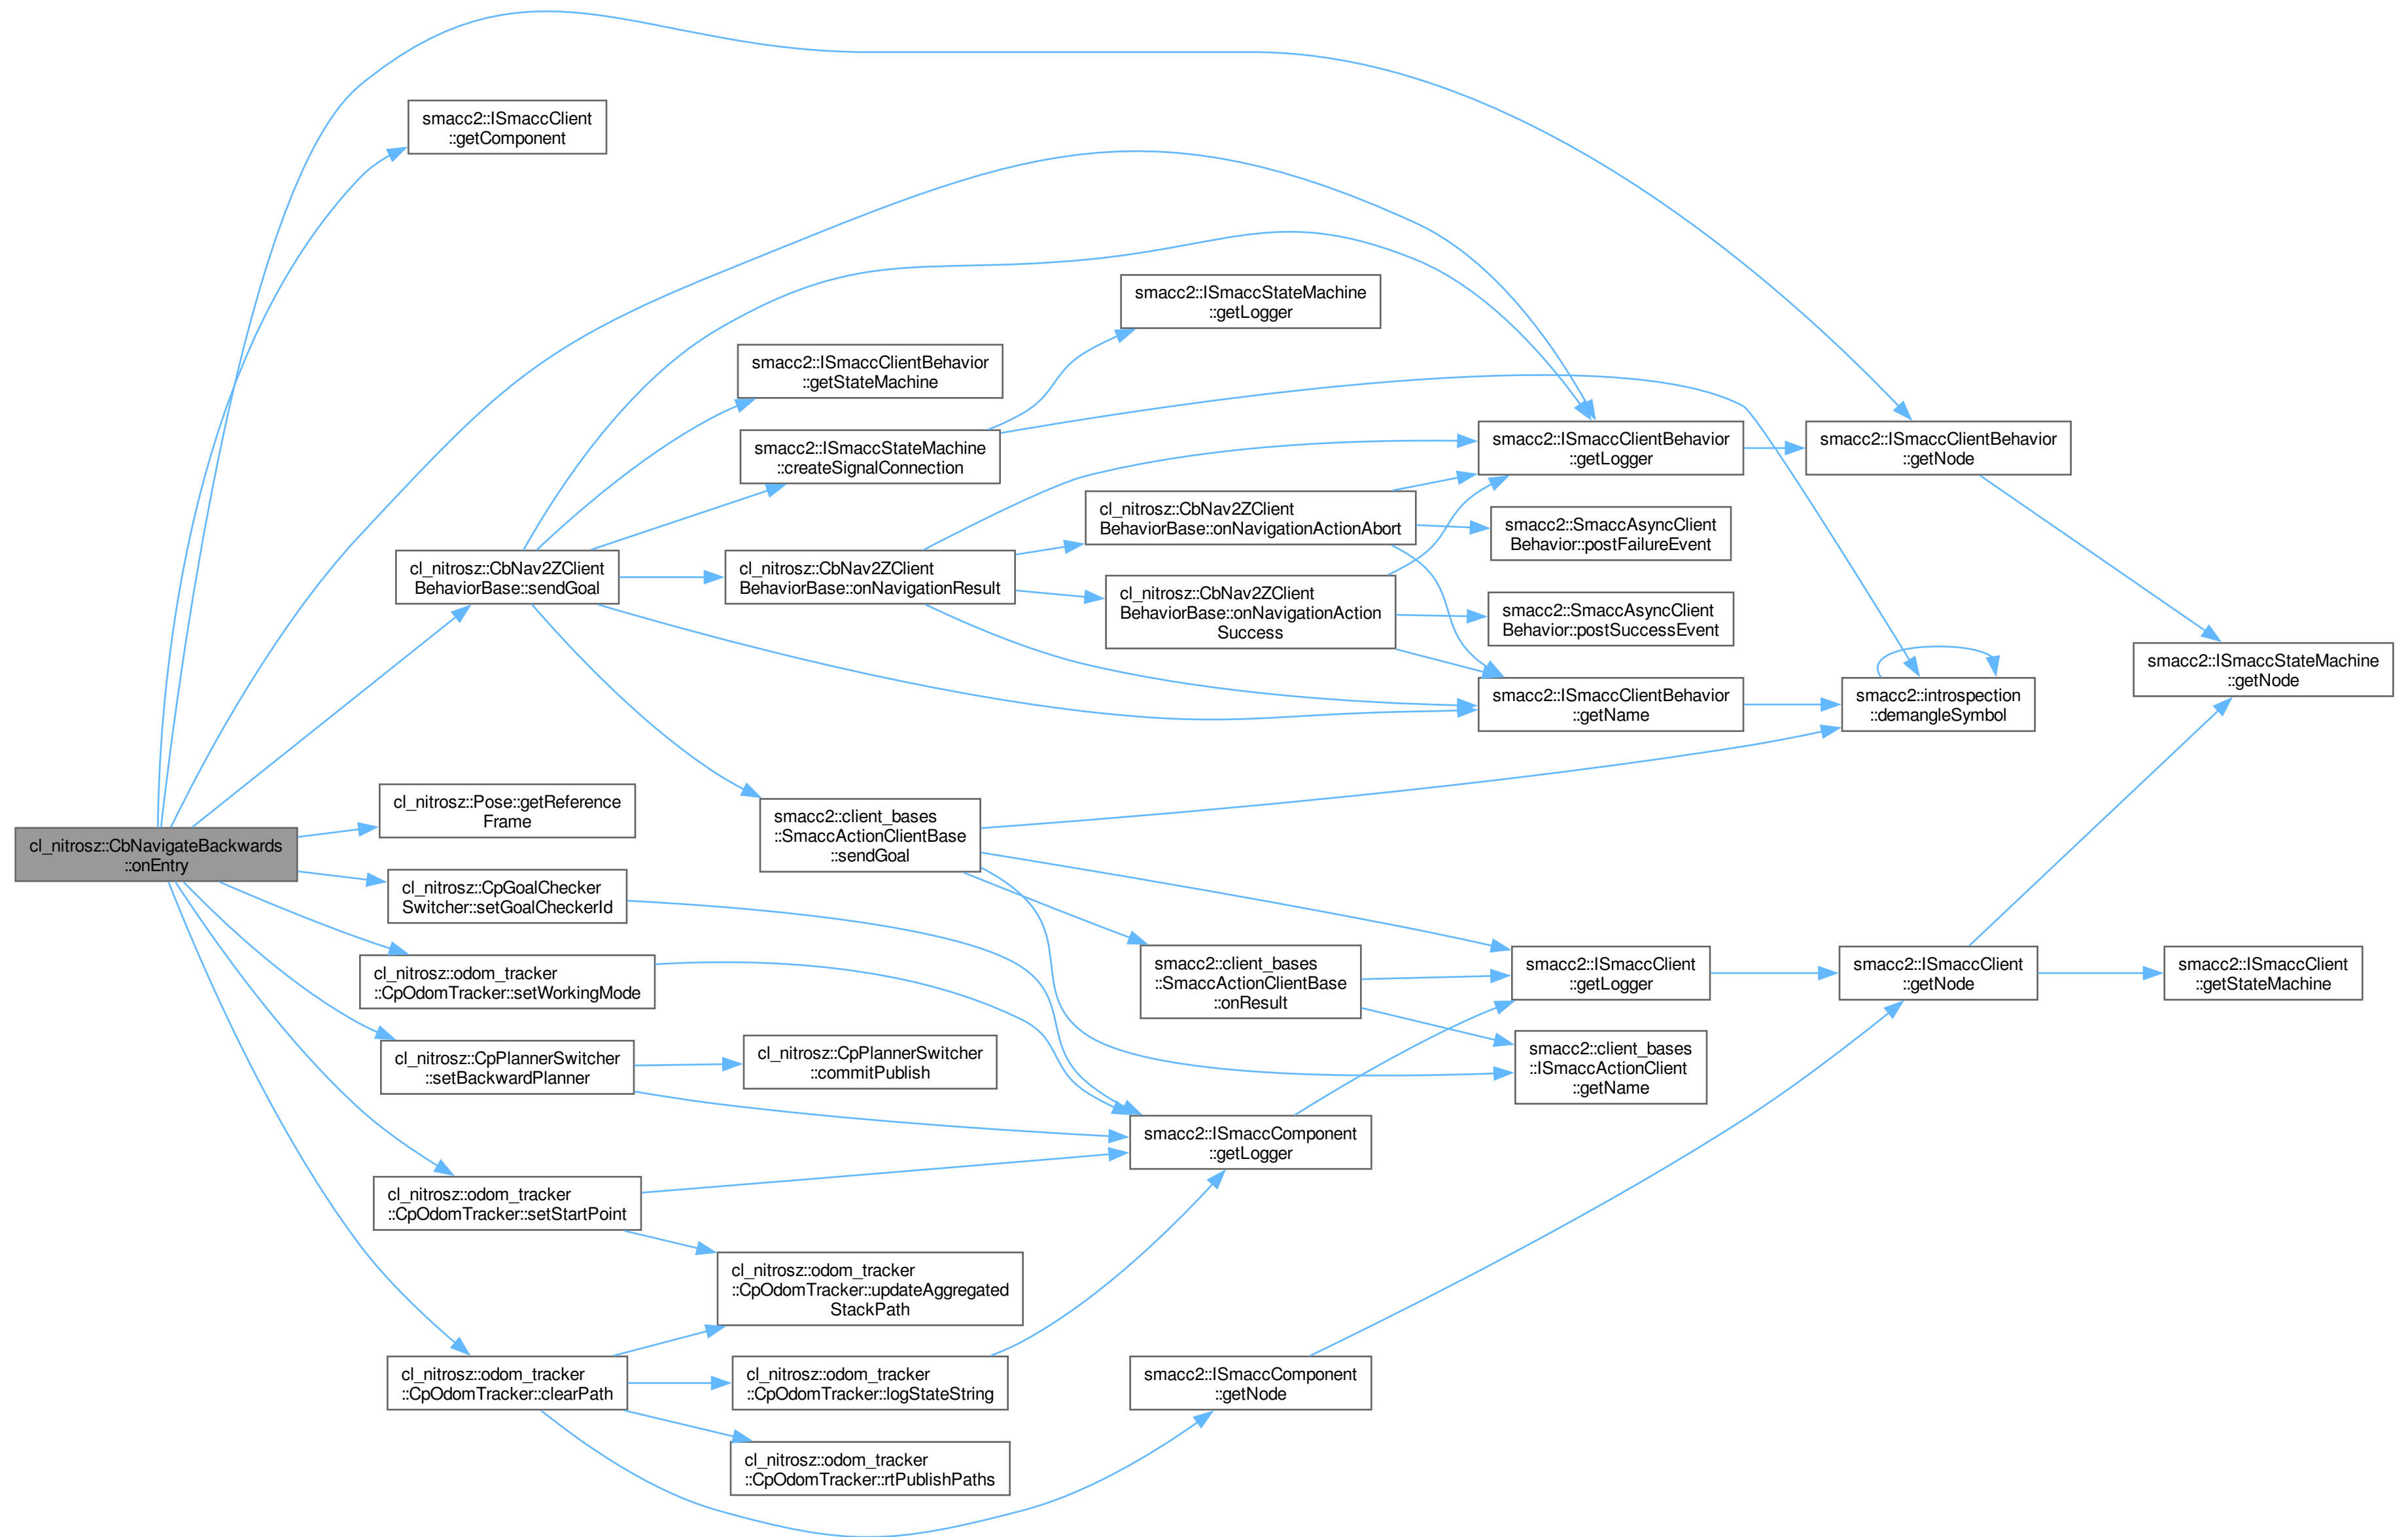 smacc2::ISmaccClient
::getComponent
smacc2::ISmaccStateMachine
::getLogger
smacc2::ISmaccClientBehavior
::getStateMachine
smacc2::ISmaccStateMachine
::createSignalConnection
smacc2::ISmaccClientBehavior
::getLogger
smacc2::ISmaccClientBehavior
::getNode
cl_nitrosz::CbNav2ZClient
BehaviorBase::onNavigationActionAbort
smacc2::SmaccAsyncClient
Behavior::postFailureEvent
cl_nitrosz::CbNav2ZClient
BehaviorBase::sendGoal
cl_nitrosz::CbNav2ZClient
BehaviorBase::onNavigationResult
cl_nitrosz::CbNav2ZClient
BehaviorBase::onNavigationAction
Success
smacc2::SmaccAsyncClient
Behavior::postSuccessEvent
smacc2::ISmaccStateMachine
::getNode
smacc2::ISmaccClientBehavior
::getName
smacc2::introspection
::demangleSymbol
cl_nitrosz::Pose::getReference
Frame
smacc2::client_bases
::SmaccActionClientBase
::sendGoal
cl_nitrosz::CbNavigateBackwards
::onEntry
cl_nitrosz::CpGoalChecker
Switcher::setGoalCheckerId
cl_nitrosz::odom_tracker
::CpOdomTracker::setWorkingMode
smacc2::client_bases
::SmaccActionClientBase
::onResult
smacc2::ISmaccClient
::getLogger
smacc2::ISmaccClient
::getNode
smacc2::ISmaccClient
::getStateMachine
cl_nitrosz::CpPlannerSwitcher
::setBackwardPlanner
cl_nitrosz::CpPlannerSwitcher
::commitPublish
smacc2::client_bases
::ISmaccActionClient
::getName
smacc2::ISmaccComponent
::getLogger
cl_nitrosz::odom_tracker
::CpOdomTracker::setStartPoint
cl_nitrosz::odom_tracker
::CpOdomTracker::updateAggregated
StackPath
cl_nitrosz::odom_tracker
::CpOdomTracker::clearPath
cl_nitrosz::odom_tracker
::CpOdomTracker::logStateString
smacc2::ISmaccComponent
::getNode
cl_nitrosz::odom_tracker
::CpOdomTracker::rtPublishPaths